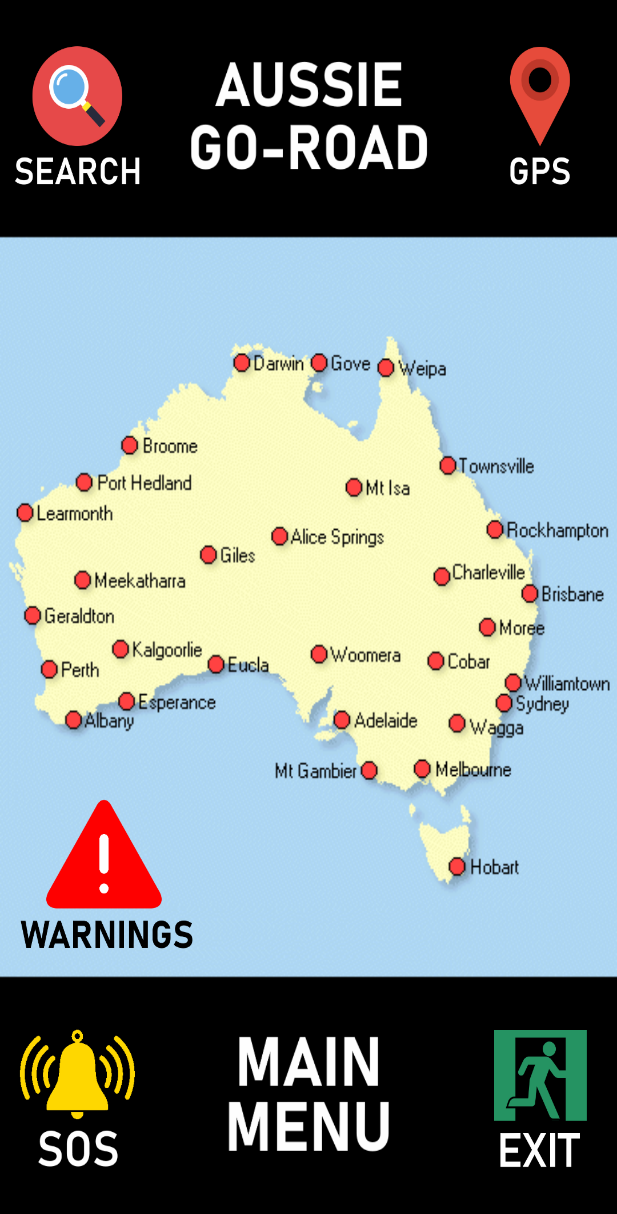 AUSSIE
GO-ROAD
SEARCH
GPS
Darwin
Gove
Weipa
Broome
Townsville
Port Hedland
Mt Isa
Learmonth
Rockhampton
Alice Springs
Giles
Charleville
Meekatharra
Brisbane
Geraldton
Moree
Kalgoorlie
Woomera
Cobar
Eucla
Perth
Williamtown
Esperance
Sydney
Albany
Adelaide
Wagga
Mt Gambier
Melbourne
Hobart
WARNINGS
MAIN
MENU
SOS
EXIT